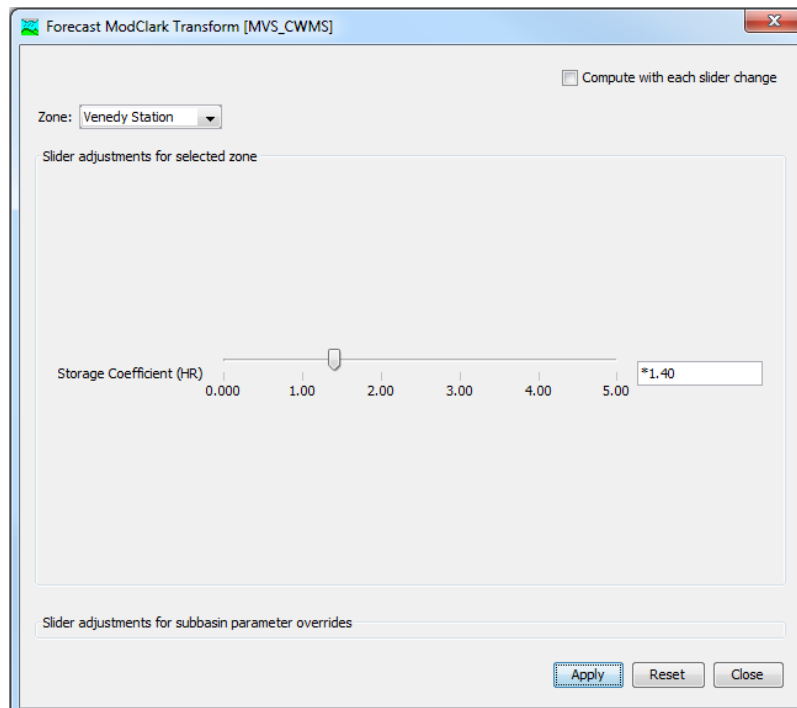 Forecast ModClark Transform [MVS_CWMS]
Compute with each slider change
Zone: Venedy Station
Slider adjustments for selected zone
Storage Coefficient (HR)
0.000 1.00 2.00 3.00 4.00 5.00
*1.40
Slider adjustments for subbasin parameter overrides
Apply Reset Close